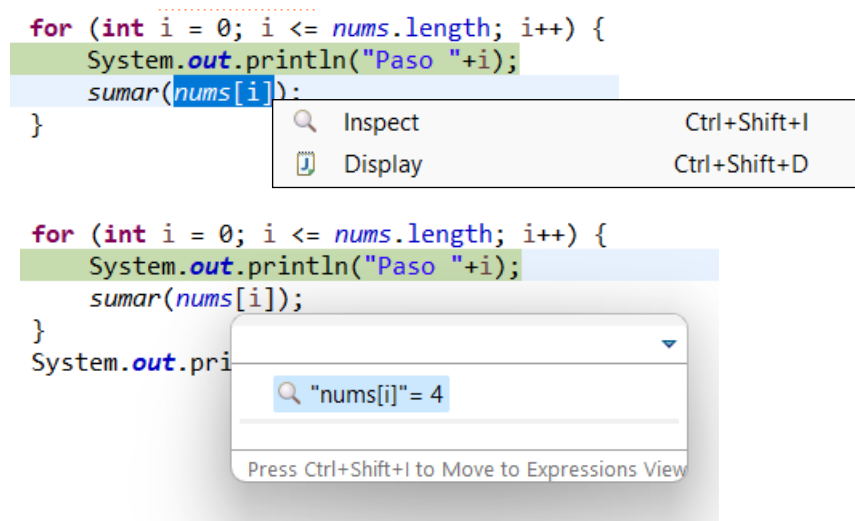 for (int i = 0; i <= nums.length; i++) {
System.out.println("Paso "+i);
sumar(nums[i]);
}
Inspect Ctrl+Shift+I
Display Ctrl+Shift+D
for (int i = 0; i <= nums.length; i++) {
System.out.println("Paso "+i);
sumar(nums[i]);
}
System.out.pri
"nums[i]"= 4
Press Ctrl+Shift+I to Move to Expressions View